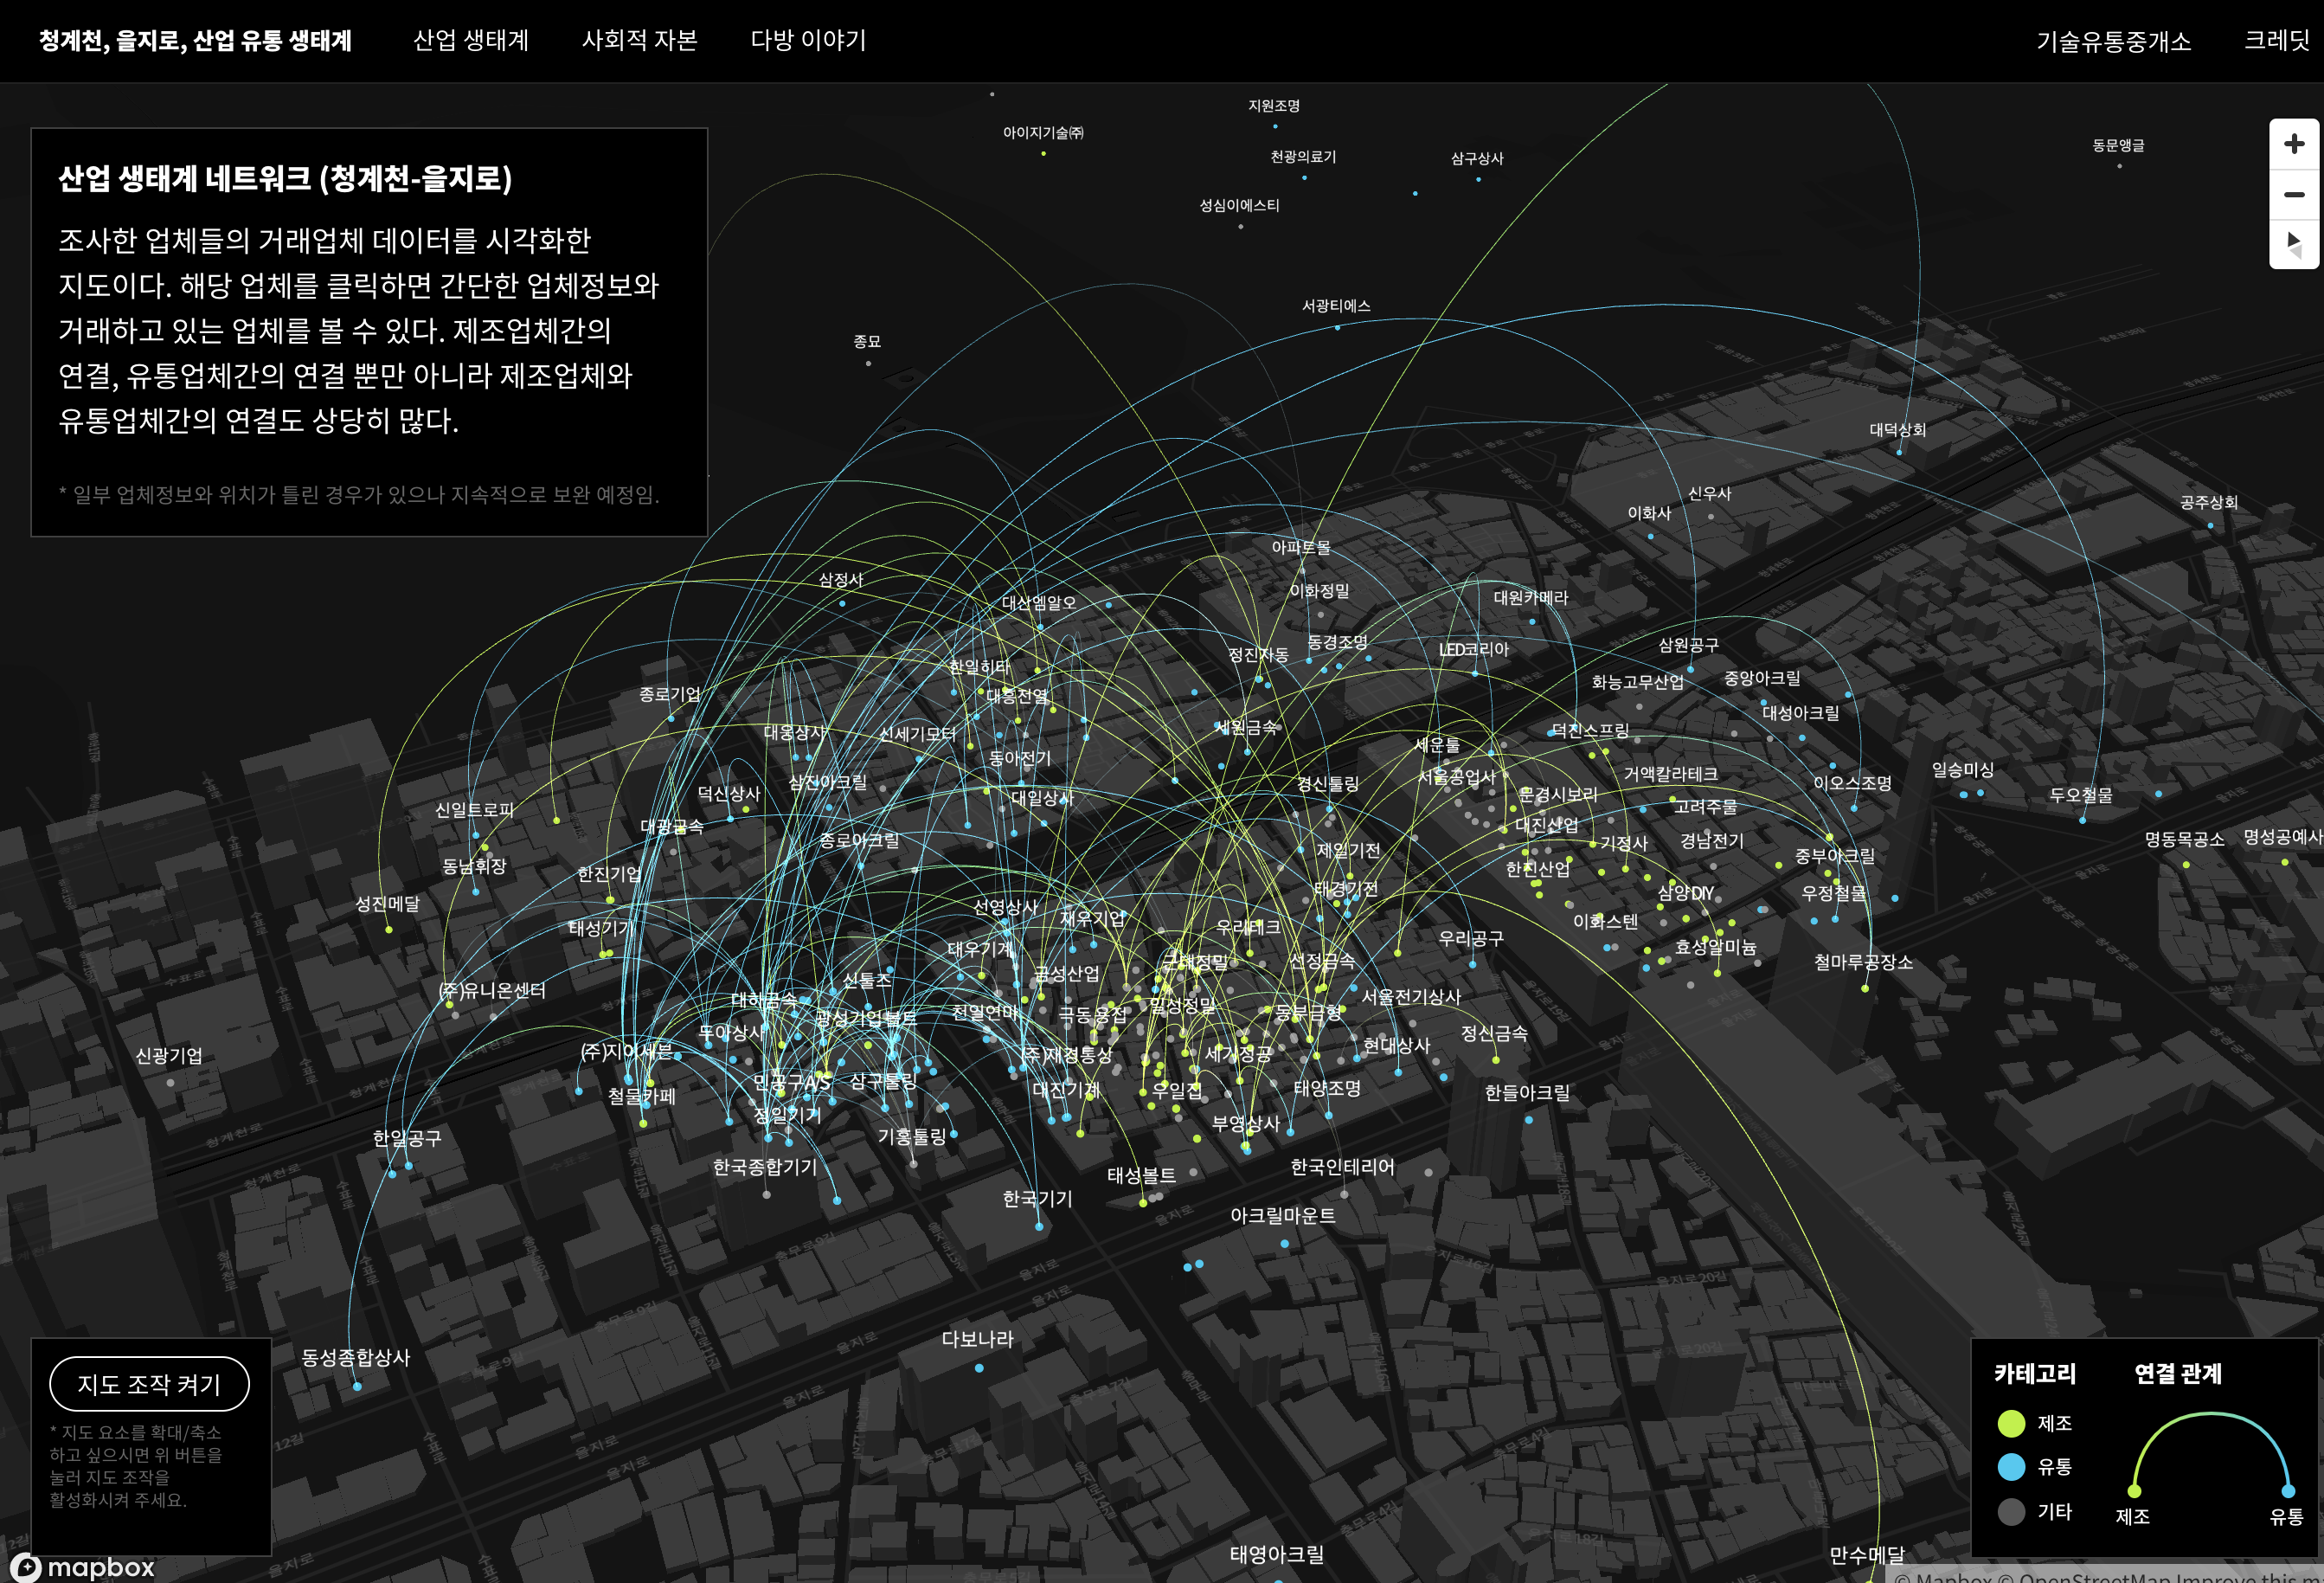 청계천, 을지로, 산업 유통 생태계
산업 생태계
사회적 자본
다방 이야기
기술유통중개소
크레딧
산업 생태계 네트워크 (청계천-을지로)
조사한 업체들의 거래업체 데이터를 시각화한
지도이다. 해당 업체를 클릭하면 간단한 업체정보와
거래하고 있는 업체를 볼 수 있다. 제조업체간의
연결, 유통업체간의 연결 뿐만 아니라 제조업체와
유통업체간의 연결도 상당히 많다.
* 일부 업체정보와 위치가 틀린 경우가 있으나 지속적으로 보완 예정임.
지원조명
아이지기술㈜
동문앵글
천광의료기
삼구상사
성심이에스티
서광티에스
종묘
대덕상회
신우사
공주상회
이화사
아파트몰
삼정사
이화정밀
대원카메라
대산엠알오
동경조명
삼원공구
LED코리아
정진자동
한일히타
중앙아크릴
화능고무산업
종로기업
대흥전열
대성아크릴
세원금속
덕진스프링
대웅상사
신세기모터
세운툴
동아전기
일승미싱
거액칼라테크
서울공업사
삼진아크릴
경신툴링
이오스조명
덕신상사
문경시보리
두오철물
대일상사
고려주물
신일트로피
대진산업
대광금속
명동목공소
명성공예사
종로아크릴
경남전기
기정사
제일기전
중부아크릴
동남휘장
한진산업
한진기업
태경기전
삼양DIY
우정철물
성진메달
선영상사
재우기업
이화스텐
태성기기
우리테크
우리공구
효성알미늄
대우기계
선정금속
철마루공장소
금성산업
신툴즈
(주)유니온센터
서울전기상사
대하금속
밀성정밀
천일연마
극동용접
동부금형
광성기업볼트
동아상사
정신금속
현대상사
(주)지이세븐
세기정공
(주)재경통상
신광기업
민공구A/S
삼구툴링
태양조명
대진기계
우일집
한들아크릴
철물카페
정일기기
부영상사
한일공구
기홍툴링
한국종합기기
한국인테리어
태성볼트
한국기기
아크릴마운트
다보나라
동성종합상사
태영아크릴
만수메달
지도 조작 켜기
* 지도 요소를 확대/축소
하고 싶으시면 위 버튼을
눌러 지도 조작을
활성화시켜 주세요.
카테고리
연결 관계
제조
유통
기타
제조
유통
mapbox
© Mapbox © OpenStreetMap Improve this m